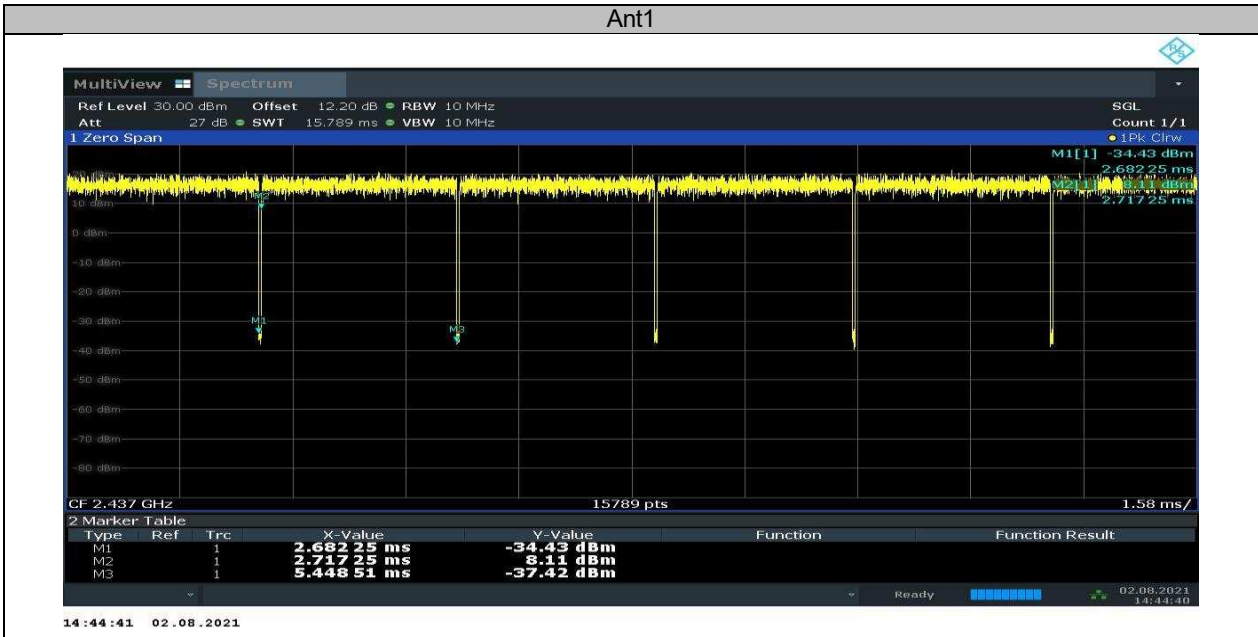 Ant1
R&S
MultiView Spectrum
Ref Level 30.00 dBm Offset 12.20 dB RBW 10 MHz SGL
Att 27 dB SWT 15.789 ms VBW 10 MHz Count 1/1
1 Zero Span 1Pk Clrw
M1[1] -34.43 dBm
2.682 25 ms
M2[1] 8.11 dBm
10 dBm
2.717 25 ms
M2
0 dBm
-10 dBm
-20 dBm
-30 dBm
M1
M3
-40 dBm
-50 dBm
-60 dBm
-70 dBm
-80 dBm
CF 2.437 GHz 15789 pts 1.58 ms/
2 Marker Table
Type Ref Trc X-Value Y-Value Function Function Result
M1 1 2.682 25 ms -34.43 dBm
M2 1 2.717 25 ms 8.11 dBm
M3 1 5.448 51 ms -37.42 dBm
Ready 02.08.2021
14:44:40
14:44:41 02.08.2021